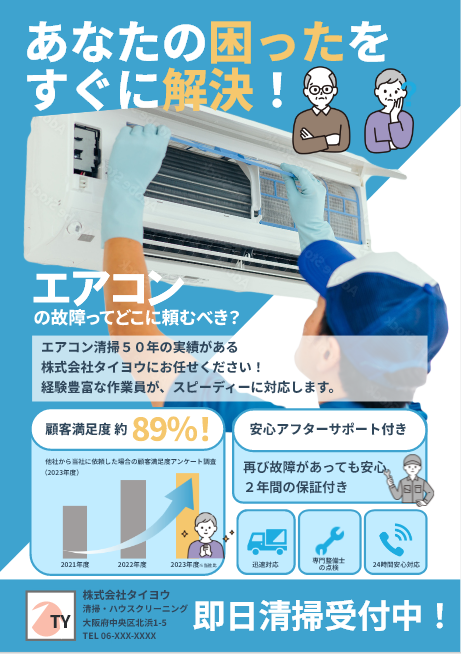 あなたの困ったを
すぐに解決！
エアコン
の故障ってどこに頼むべき？
エアコン清掃５０年の実績がある
株式会社タイヨウにお任せください！
経験豊富な作業員が、スピーディーに対応します。
顧客満足度 約 89%！
他社から当社に依頼した場合の顧客満足度アンケート調査
（2023年度）
2021年度
2022年度
2023年度
安心アフターサポート付き
再び故障があっても安心
２年間の保証付き
迅速対応
専門整備士
の点検
24時間安心対応
TY
株式会社タイヨウ
清掃・ハウスクリーニング
大阪府中央区北浜1-5
TEL 06-XXX-XXXX
即日清掃受付中！